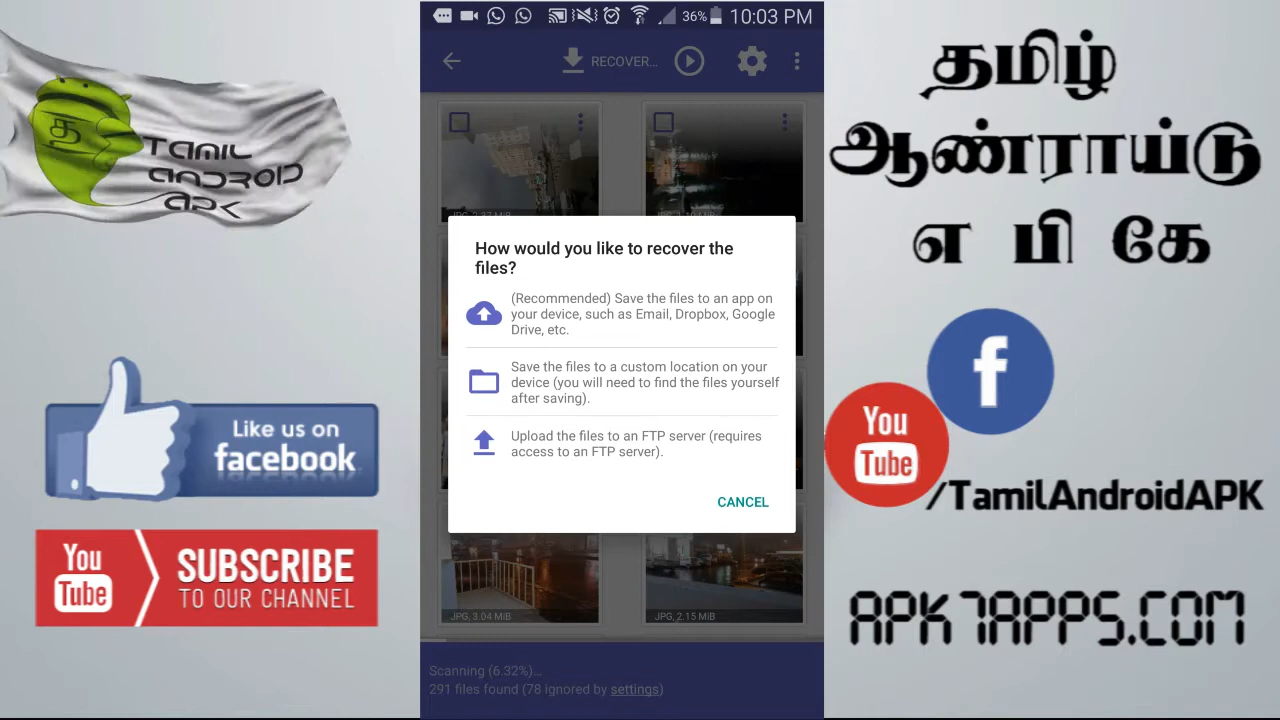 த
TAMIL
ANDROID
APK
Like us on
facebook
You
Tube
SUBSCRIBE
TO OUR CHANNEL
36%
10:03 PM
RECOVER...
How would you like to recover the
files?
(Recommended) Save the files to an app on
your device, such as Email, Dropbox, Google
Drive, etc.
Save the files to a custom location on your
device (you will need to find the files yourself
after saving).
Upload the files to an FTP server (requires
access to an FTP server).
CANCEL
JPG, 3.04 MiB
JPG, 2.15 MiB
Scanning (6.32%)...
291 files found (78 ignored by settings)
தமிழ்
ஆண்ராய்டு
எ பி கே
f
You
Tube
/TamilAndroidAPK
APK7APPS.COM